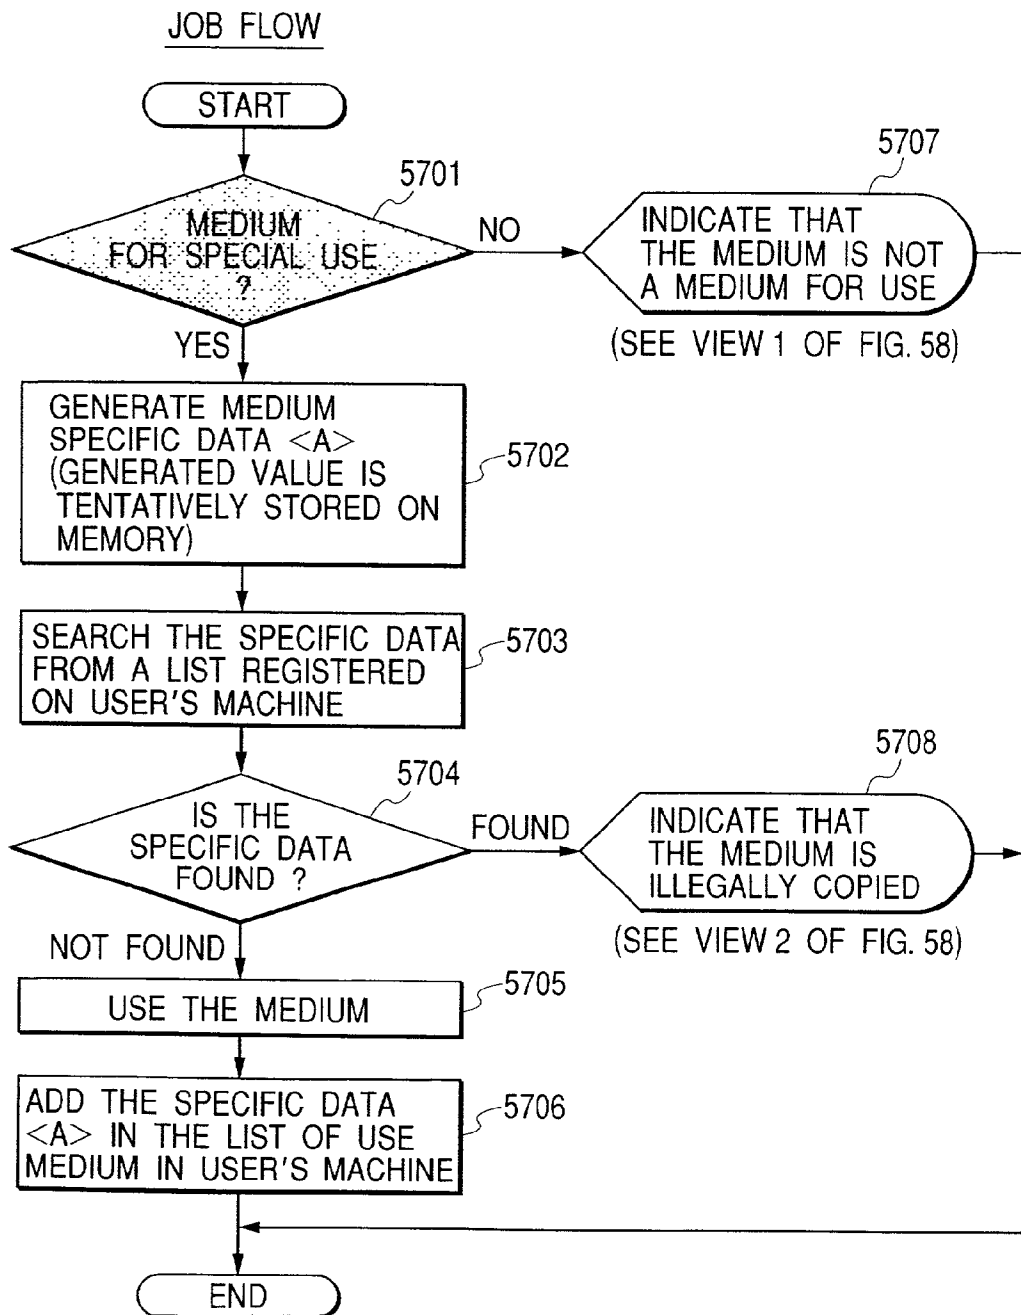 JOB FLOW
START
5701
MEDIUM
FOR SPECIAL USE
?
NO
5707
INDICATE THAT
THE MEDIUM IS NOT
A MEDIUM FOR USE
(SEE VIEW 1 OF FIG. 58)
YES
GENERATE MEDIUM
SPECIFIC DATA <A>
(GENERATED VALUE IS
TENTATIVELY STORED ON
MEMORY)
5702
SEARCH THE SPECIFIC DATA
FROM A LIST REGISTERED
ON USER'S MACHINE
5703
5704
IS THE
SPECIFIC DATA
FOUND ?
FOUND
5708
INDICATE THAT
THE MEDIUM IS
ILLEGALLY COPIED
(SEE VIEW 2 OF FIG. 58)
NOT FOUND
USE THE MEDIUM
5705
ADD THE SPECIFIC DATA
<A> IN THE LIST OF USE
MEDIUM IN USER'S MACHINE
5706
END